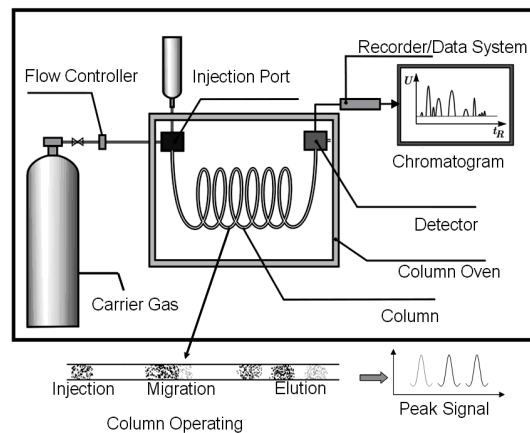 Recorder/Data System
Flow Controller
Injection Port
U
t_R
Chromatogram
Detector
Column Oven
Carrier Gas
Column
Injection Migration Elution
Peak Signal
Column Operating